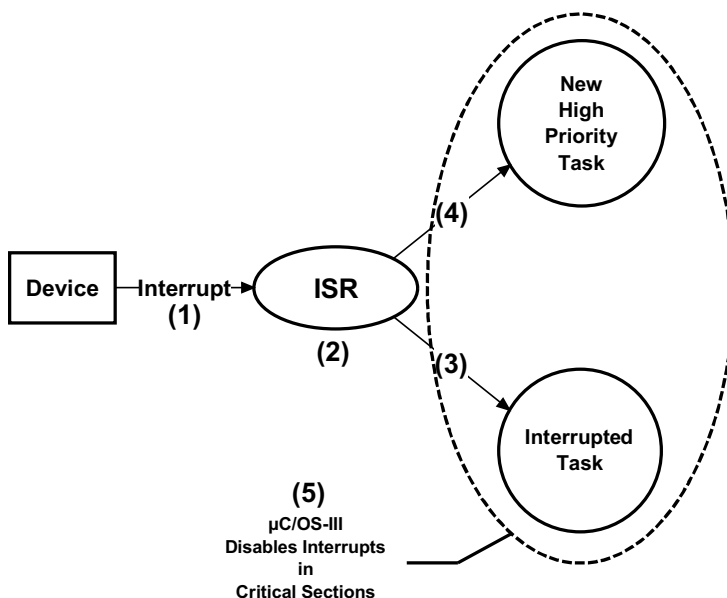 New
High
Priority
Task
(4)
Device
Interrupt
(1)
ISR
(2)
(3)
Interrupted
Task
(5)
µC/OS-III
Disables Interrupts
in
Critical Sections